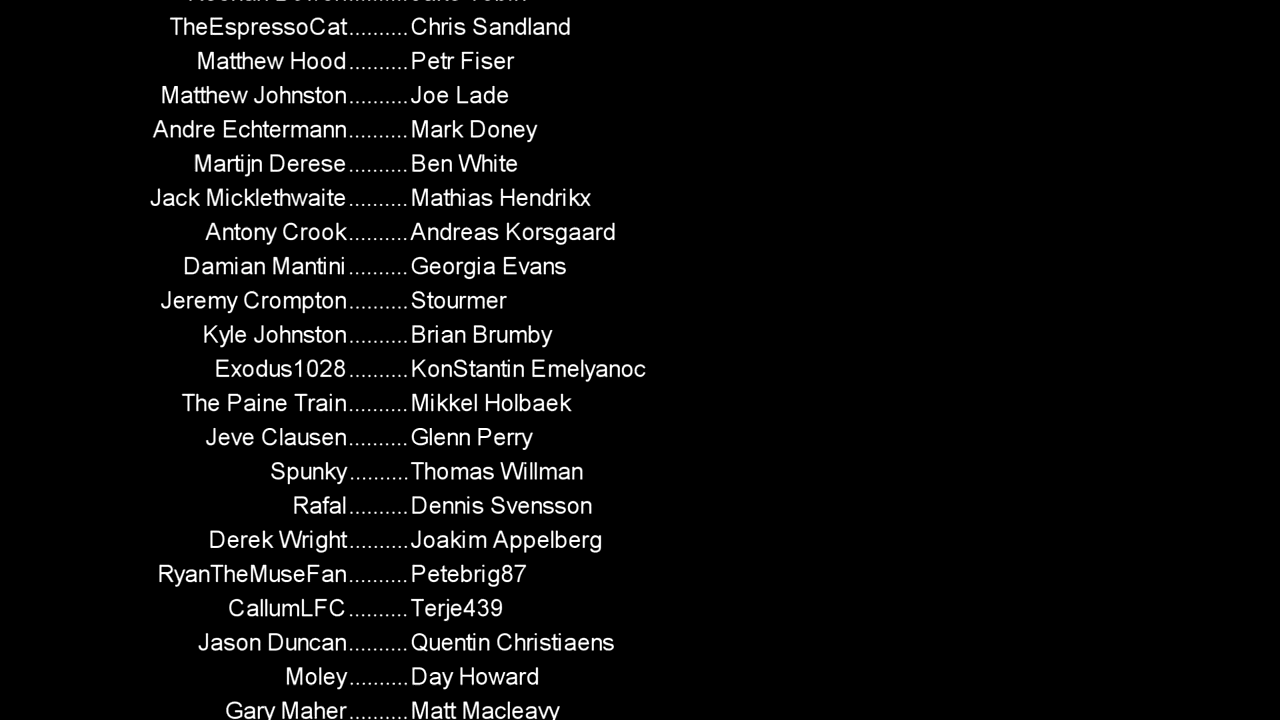 TheEspressoCat..........Chris Sandland
Matthew Hood..........Petr Fiser
Matthew Johnston..........Joe Lade
Andre Echtermann..........Mark Doney
Martijn Derese..........Ben White
Jack Micklethwaite..........Mathias Hendrikx
Antony Crook..........Andreas Korsgaard
Damian Mantini..........Georgia Evans
Jeremy Crompton..........Stourmer
Kyle Johnston..........Brian Brumby
Exodus1028..........KonStantin Emelyanoc
The Paine Train..........Mikkel Holbaek
Jeve Clausen..........Glenn Perry
Spunky..........Thomas Willman
Rafal..........Dennis Svensson
Derek Wright..........Joakim Appelberg
RyanTheMuseFan..........Petebrig87
CallumLFC..........Terje439
Jason Duncan..........Quentin Christiaens
Moley..........Day Howard
Gary Maher..........Matt Macleavy